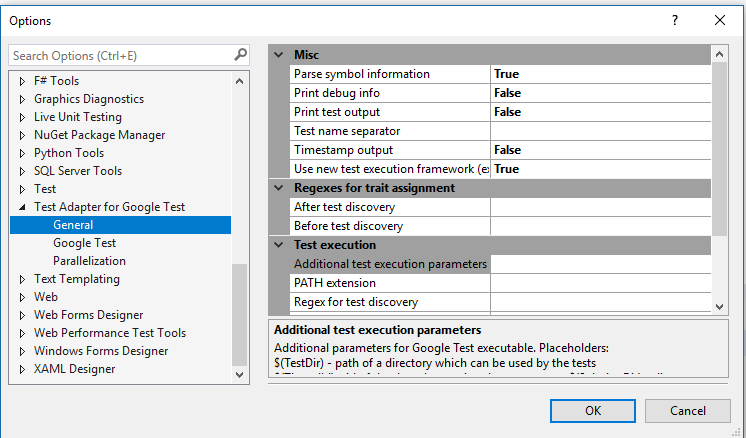 Options
Search Options (Ctrl+E)
F# Tools
Graphics Diagnostics
Live Unit Testing
NuGet Package Manager
Python Tools
SQL Server Tools
Test
Test Adapter for Google Test
General
Google Test
Parallelization
Text Templating
Web
Web Forms Designer
Web Performance Test Tools
Windows Forms Designer
XAML Designer
Misc
Parse symbol information True
Print debug info False
Print test output False
Test name separator
Timestamp output False
Use new test execution framework (e True
Regexes for trait assignment
After test discovery
Before test discovery
Test execution
Additional test execution parameters
PATH extension
Regex for test discovery
Additional test execution parameters
Additional parameters for Google Test executable. Placeholders:
$(TestDir) - path of a directory which can be used by the tests
OK Cancel